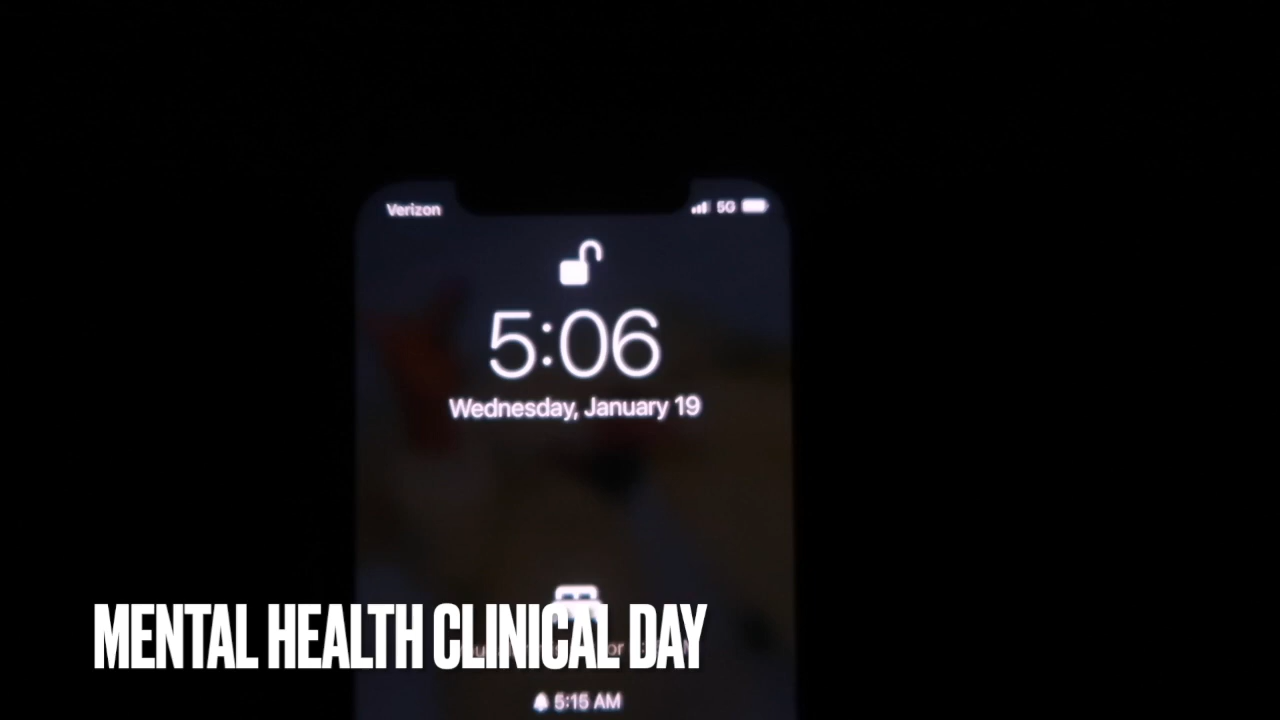 Verizon 5G
5:06
Wednesday, January 19
MENTAL HEALTH CLINICAL DAY
5:15 AM